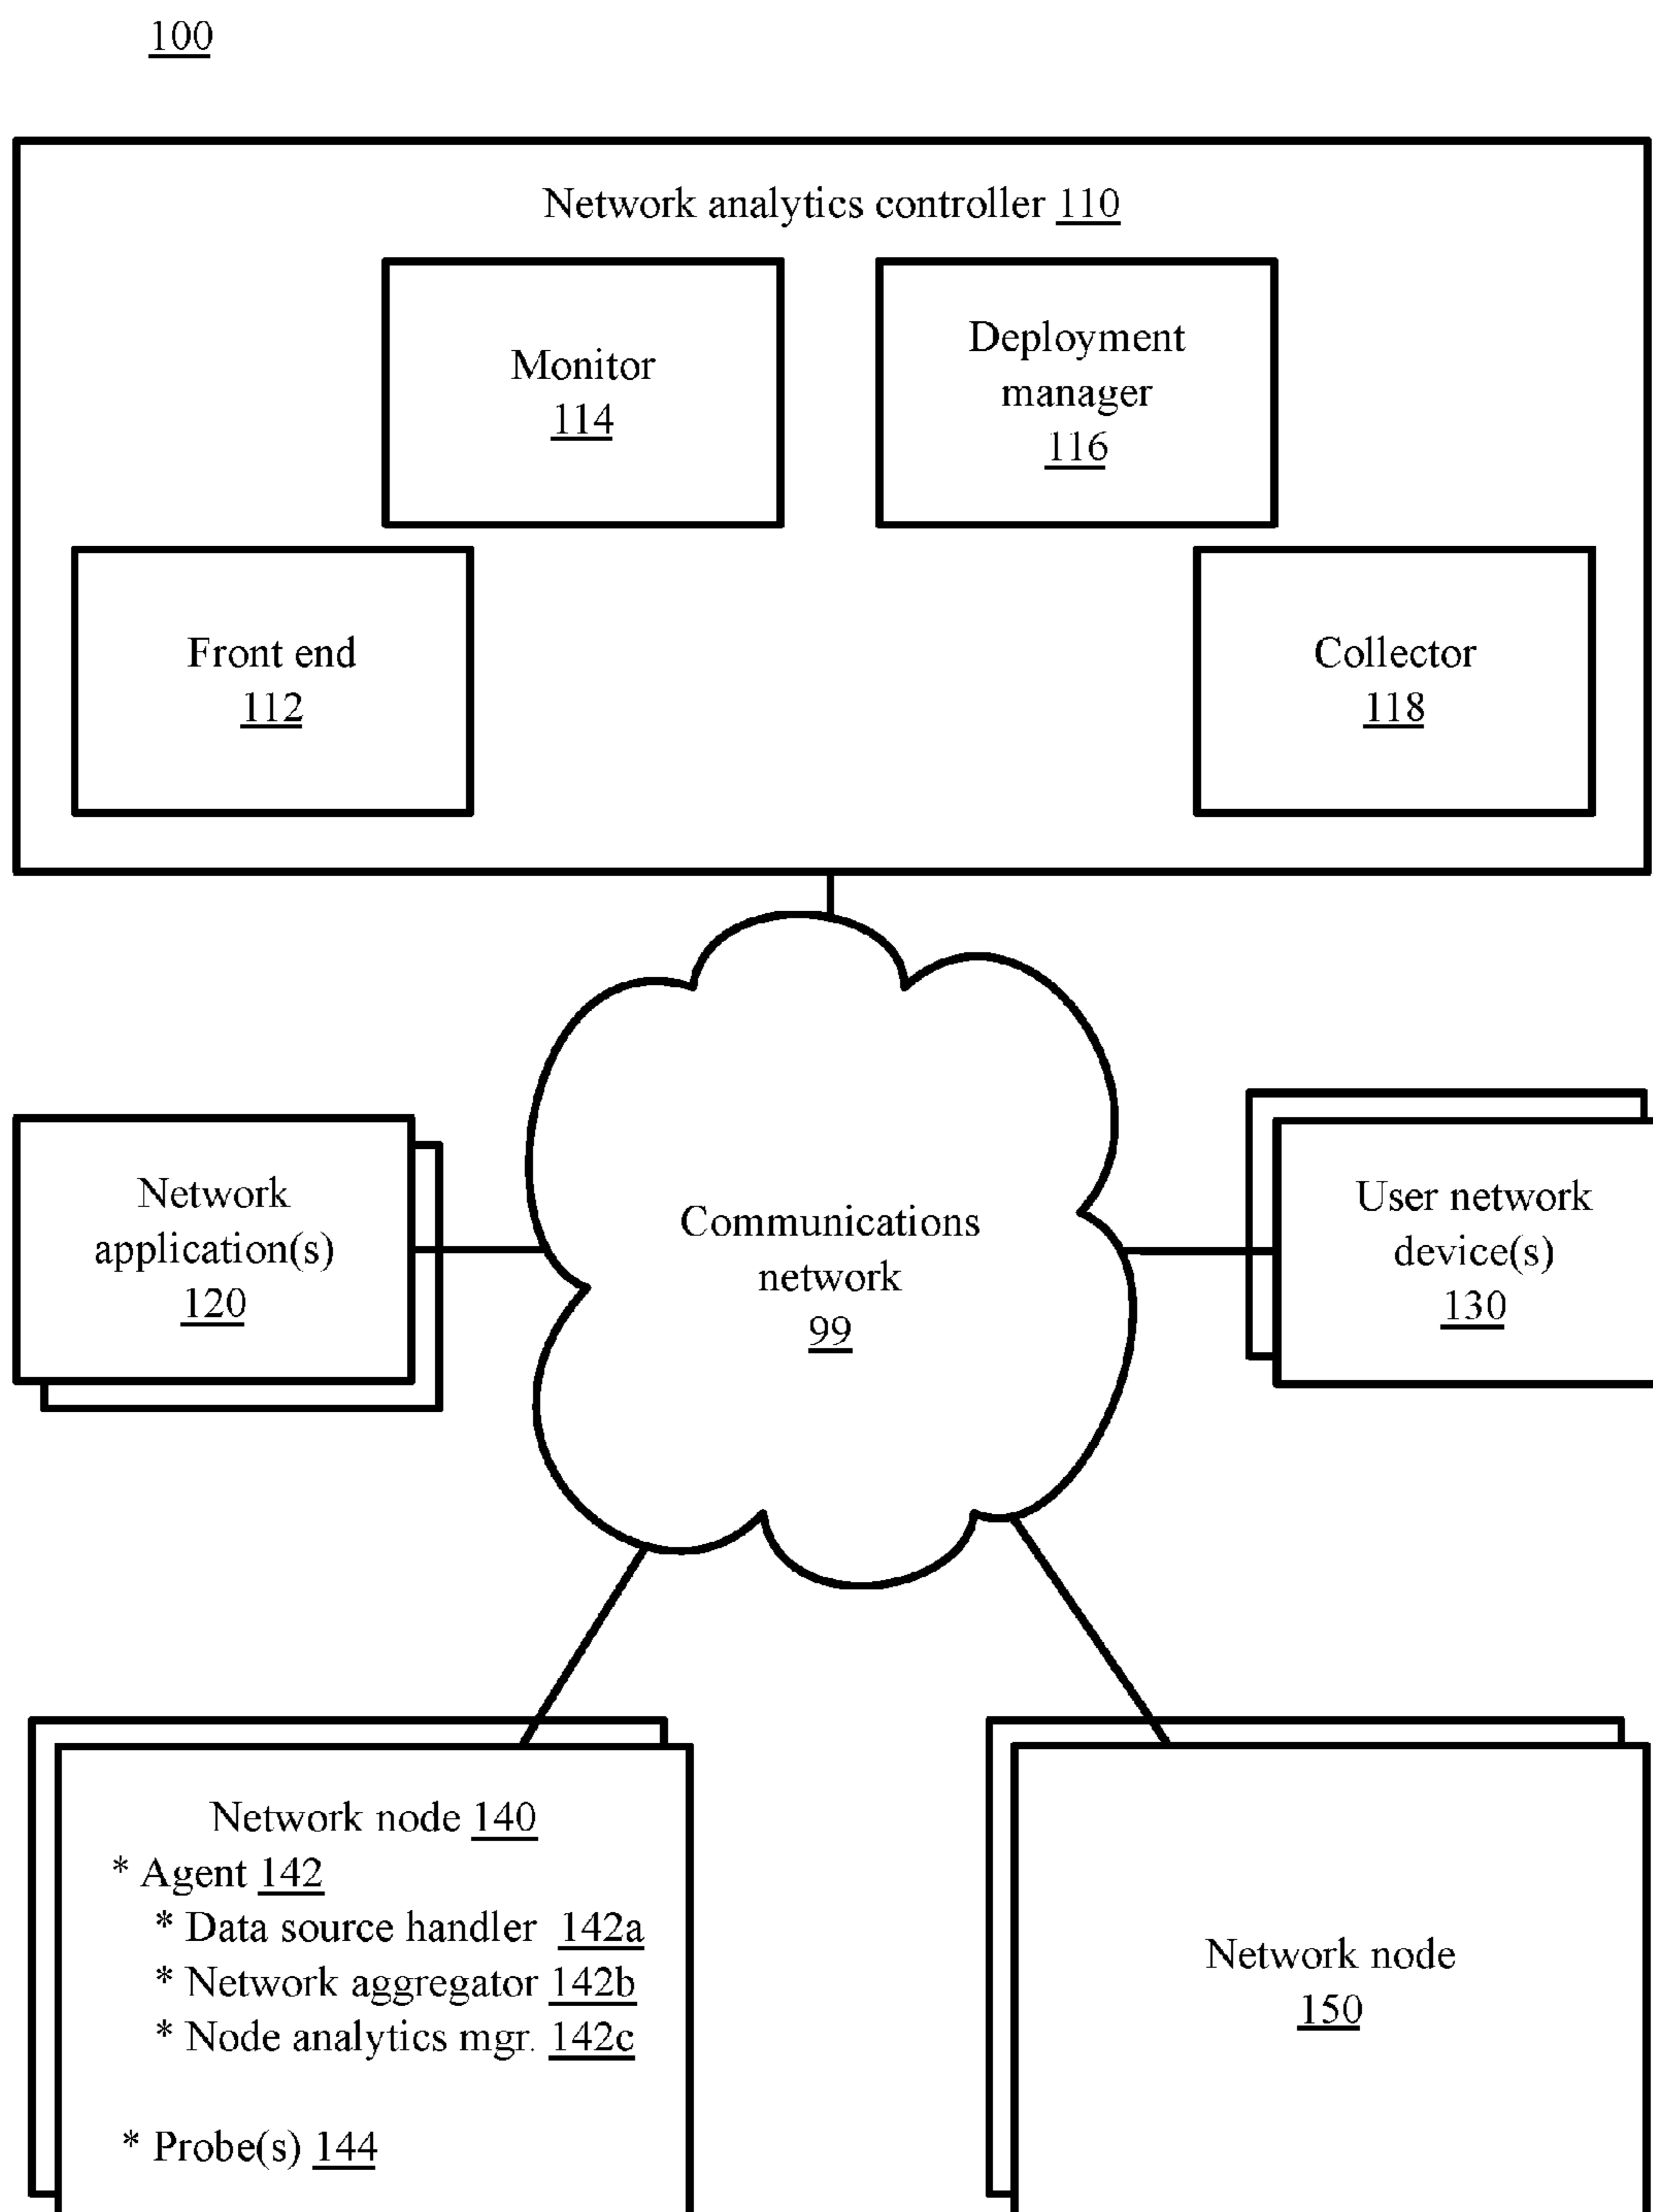 100
Network analytics controller 110
Monitor
114
Deployment
manager
116
Front end
112
Collector
118
Network
application(s)
120
Communications
network
99
User network
device(s)
130
Network node 140
* Agent 142
* Data source handler 142a
* Network aggregator 142b
* Node analytics mgr. 142c
* Probe(s) 144
Network node
150